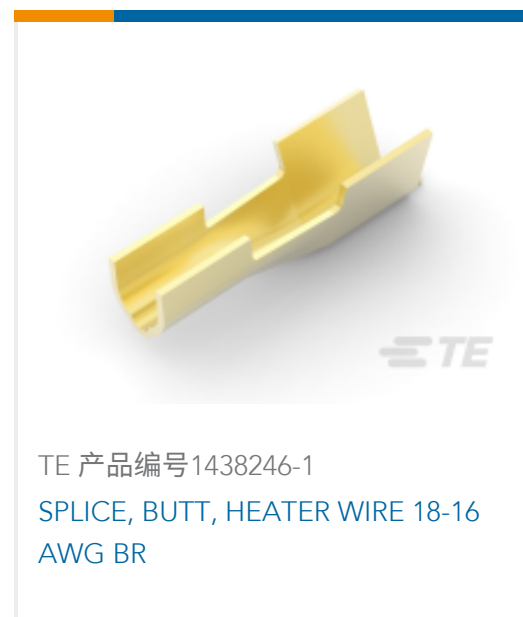 TE
TE 产品编号1438246-1
SPLICE, BUTT, HEATER WIRE 18-16
AWG BR